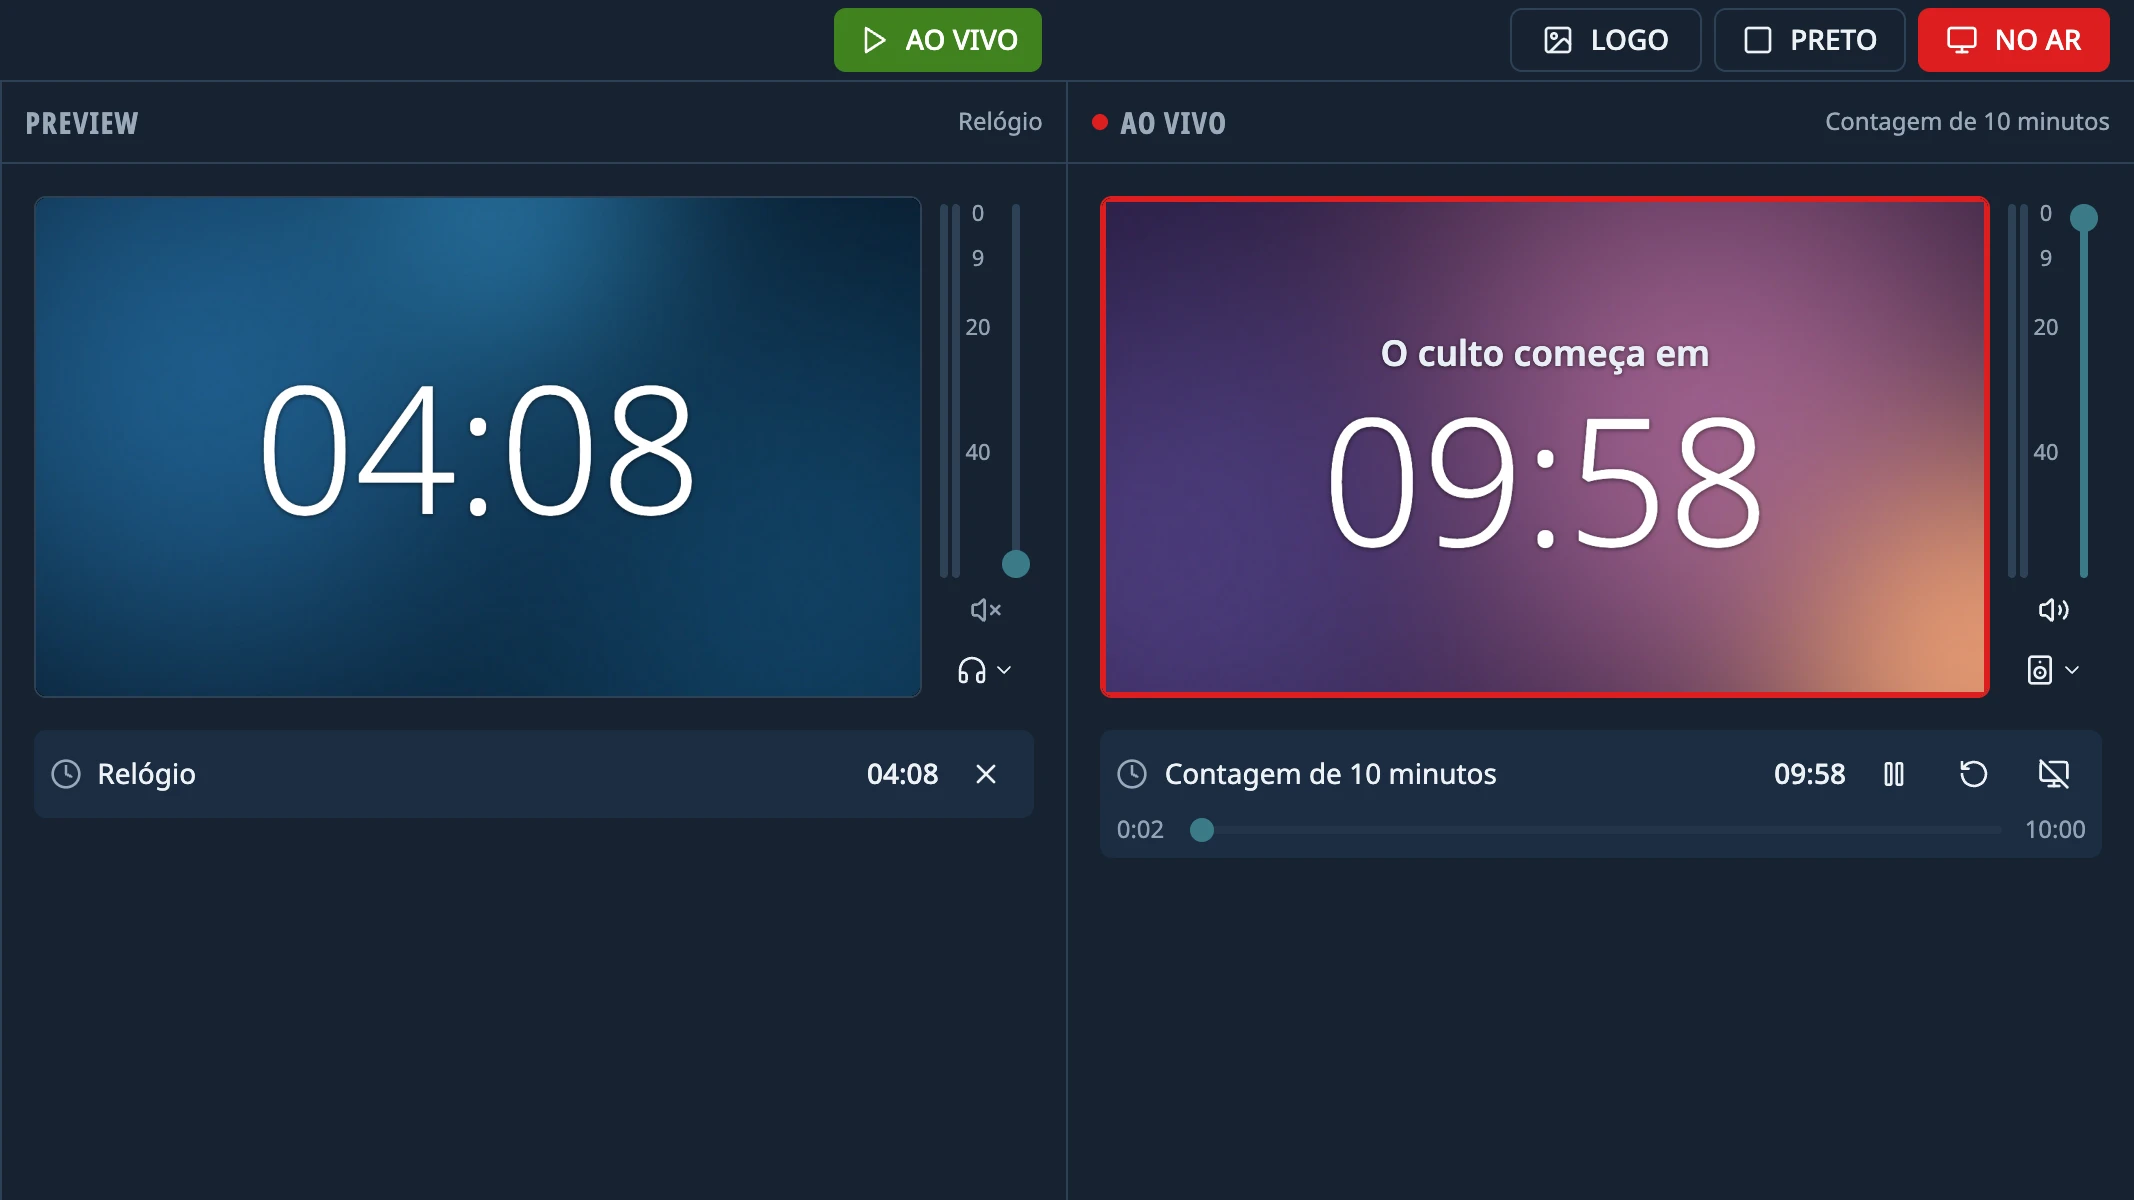 AO VIVO
LOGO
PRETO
NO AR
PREVIEW
Relógio
AO VIVO
Contagem de 10 minutos
04:08
0
9
20
40
O culto começa em
09:58
0
9
20
40
Relógio
04:08
Contagem de 10 minutos
09:58
0:02
10:00